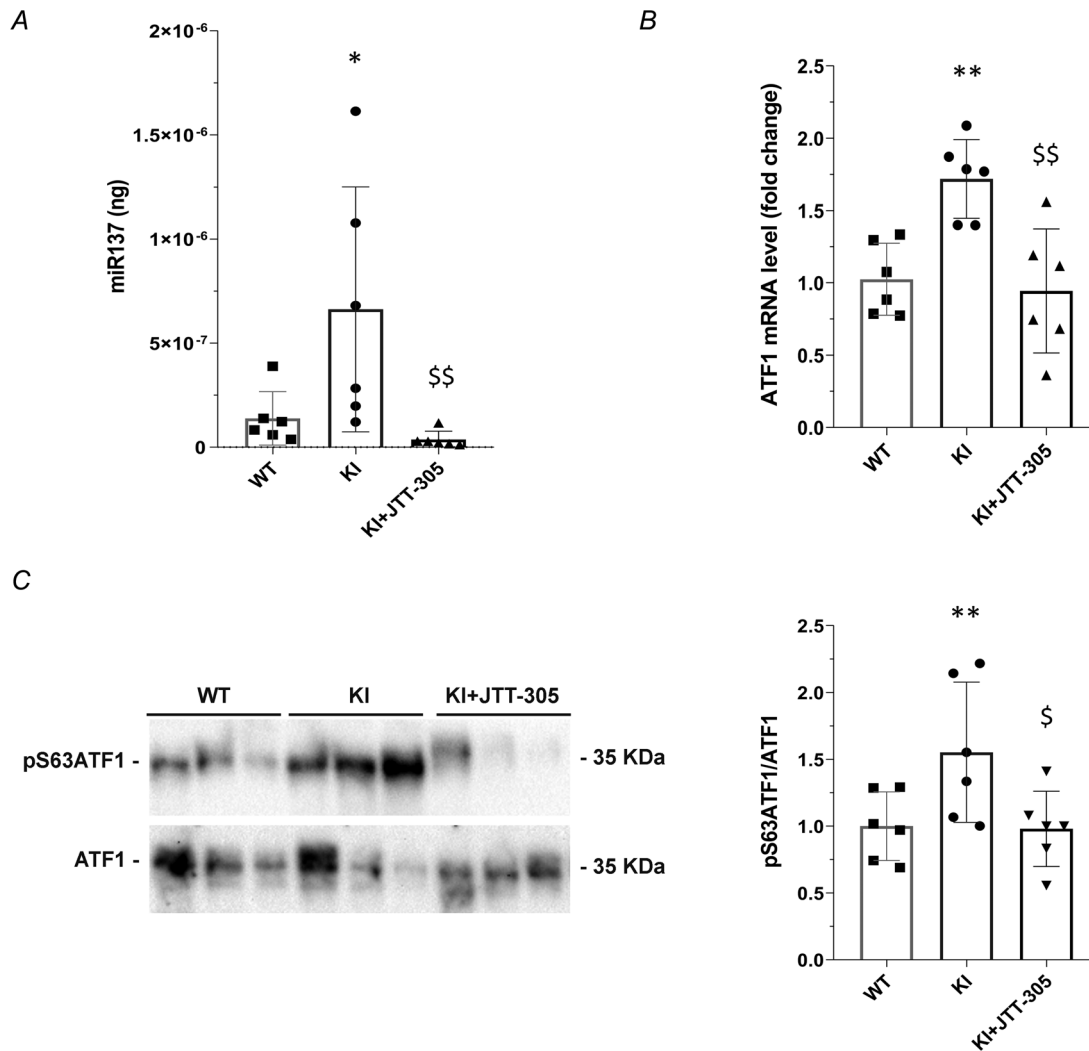 A
miR137 (ng)
2×10⁻⁶
1.5×10⁻⁶
1×10⁻⁶
5×10⁻⁷
0
*
$$
WT
KI
KI+JTT-305
B
ATF1 mRNA level (fold change)
2.5
2.0
1.5
1.0
0.5
0.0
**
$$
WT
KI
KI+JTT-305
C
WT KI KI+JTT-305
pS63ATF1 - - 35 KDa
ATF1 - - 35 KDa
pS63ATF1/ATF1
2.5
2.0
1.5
1.0
0.5
0.0
**
$
WT
KI
KI+JTT-305